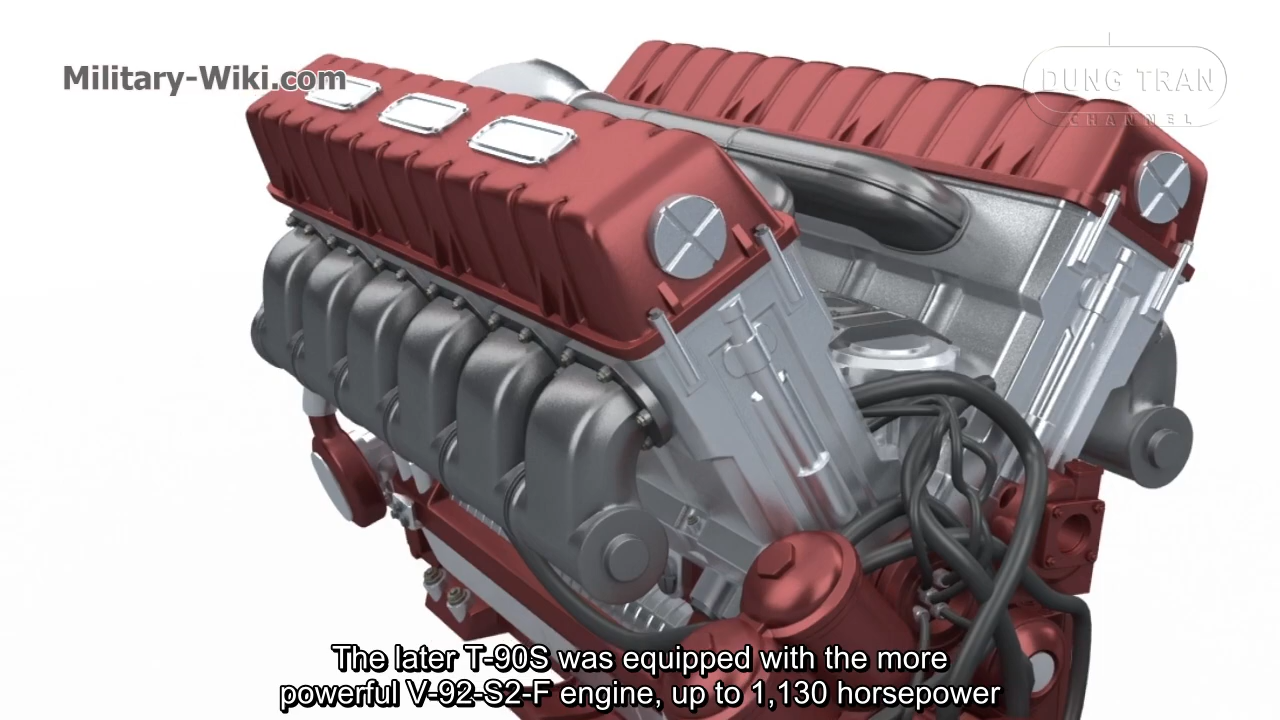 Military-Wiki.com
DUNG TRAN
CHANNEL
The later T-90S was equipped with the more
powerful V-92-S2-F engine, up to 1,130 horsepower